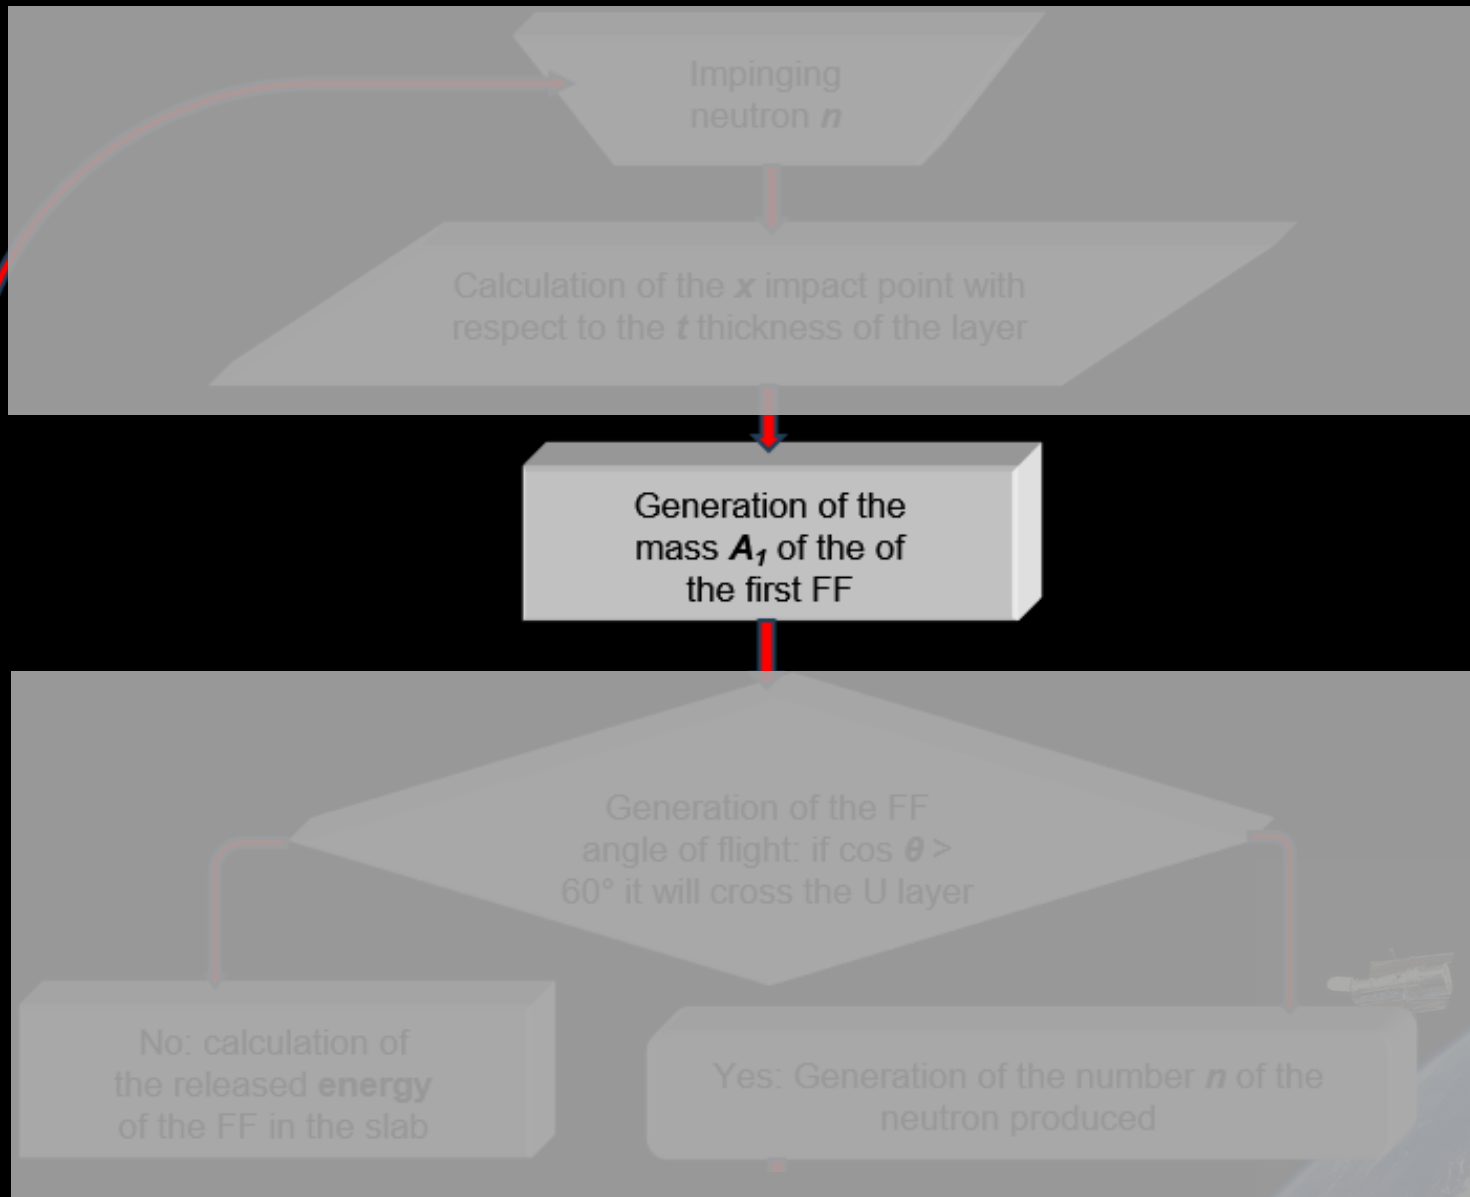 Impinging
neutron n
Calculation of the x impact point with
respect to the t thickness of the layer
Generation of the
mass A₁ of the of
the first FF
Generation of the FF
angle of flight: if cos θ >
60° it will cross the U layer
No: calculation of
the released energy
of the FF in the slab
Yes: Generation of the number n of the
neutron produced